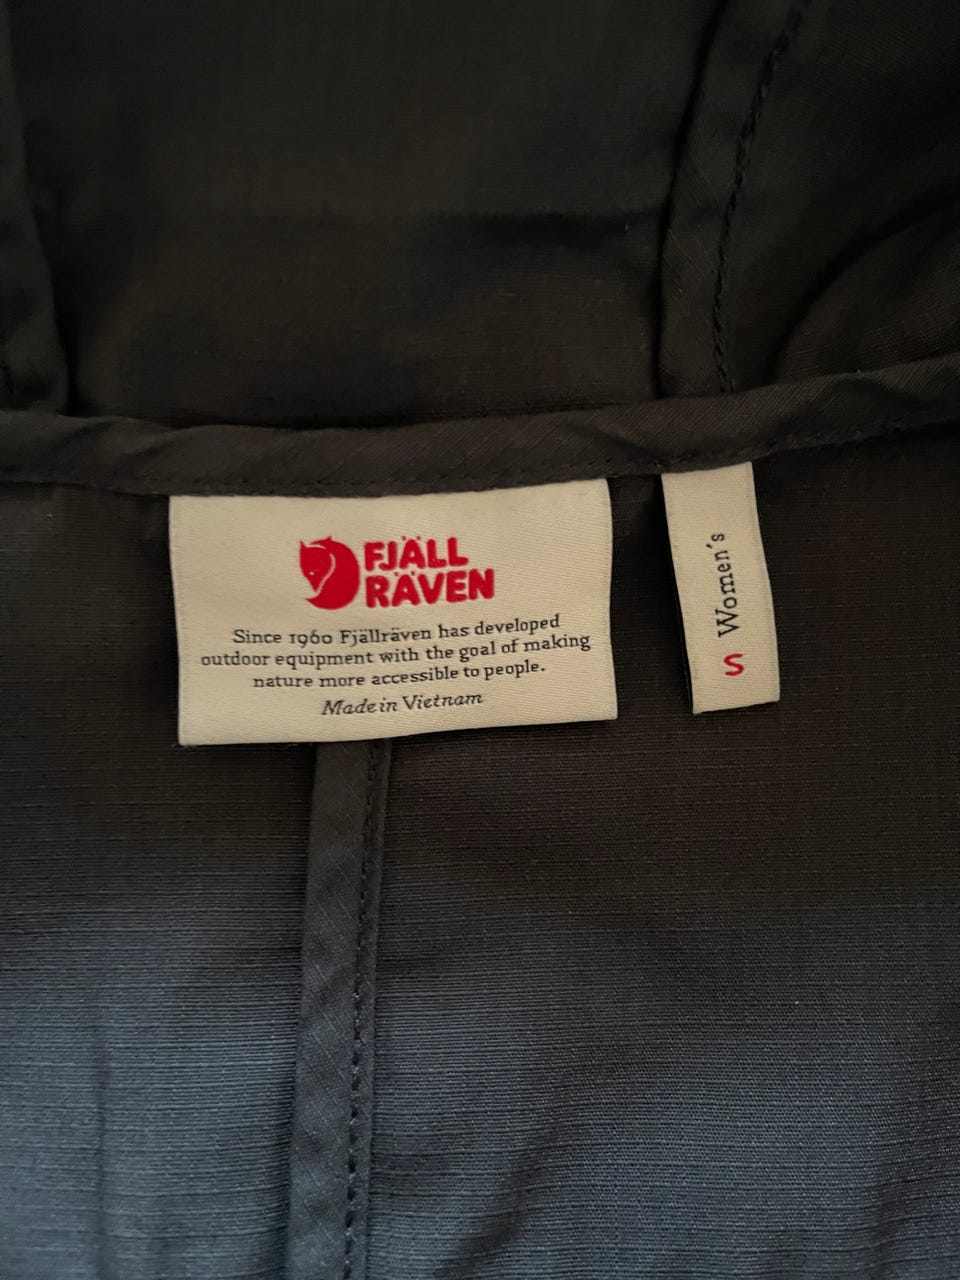 FJÄLL
RÄVEN
Since 1960 Fjällräven has developed
outdoor equipment with the goal of making
nature more accessible to people.
Made in Vietnam
Women's
S